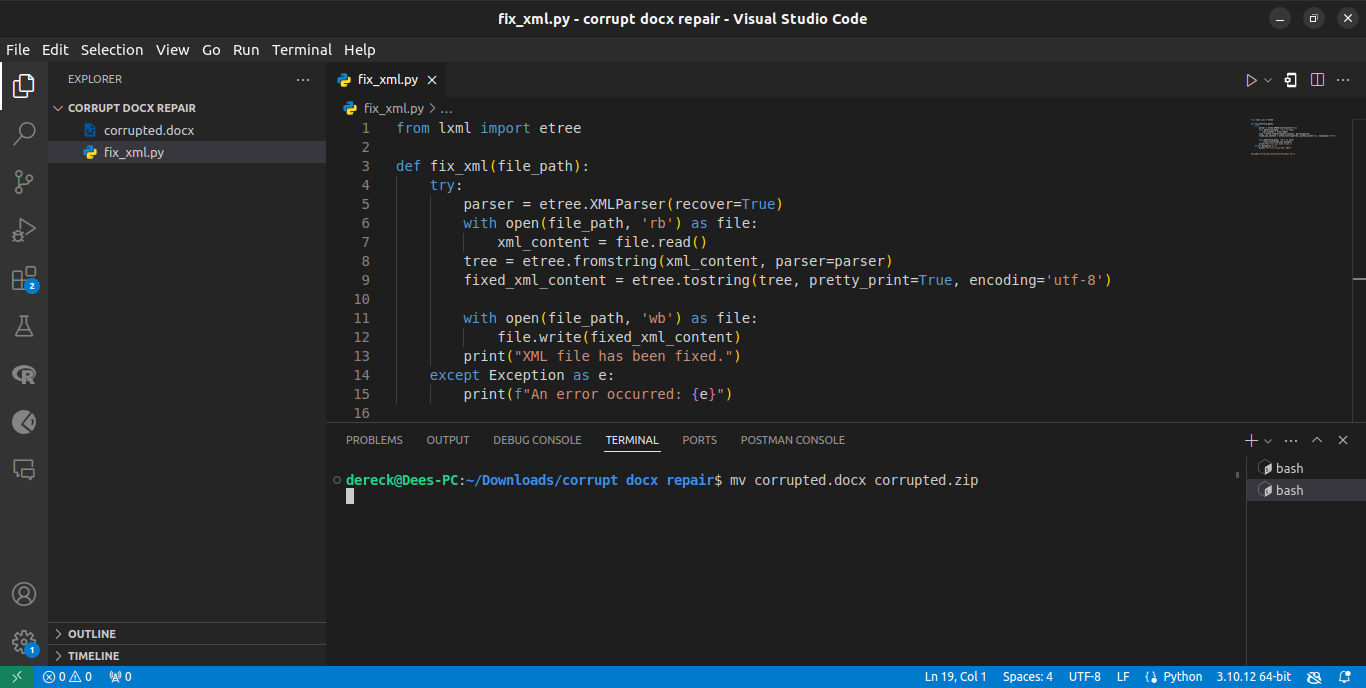 fix_xml.py - corrupt docx repair - Visual Studio Code
File Edit Selection View Go Run Terminal Help
EXPLORER
CORRUPT DOCX REPAIR
corrupted.docx
fix_xml.py
2
1
OUTLINE
TIMELINE
fix_xml.py
fix_xml.py > ...
1 from lxml import etree
2
3 def fix_xml(file_path):
4 try:
5 parser = etree.XMLParser(recover=True)
6 with open(file_path, 'rb') as file:
7 xml_content = file.read()
8 tree = etree.fromstring(xml_content, parser=parser)
9 fixed_xml_content = etree.tostring(tree, pretty_print=True, encoding='utf-8')
10
11 with open(file_path, 'wb') as file:
12 file.write(fixed_xml_content)
13 print("XML file has been fixed.")
14 except Exception as e:
15 print(f"An error occurred: {e}")
16
PROBLEMS OUTPUT DEBUG CONSOLE TERMINAL PORTS POSTMAN CONSOLE
dereck@Dees-PC:~/Downloads/corrupt docx repair$ mv corrupted.docx corrupted.zip
bash
bash
0 0 0
Ln 19, Col 1 Spaces: 4 UTF-8 LF Python 3.10.12 64-bit